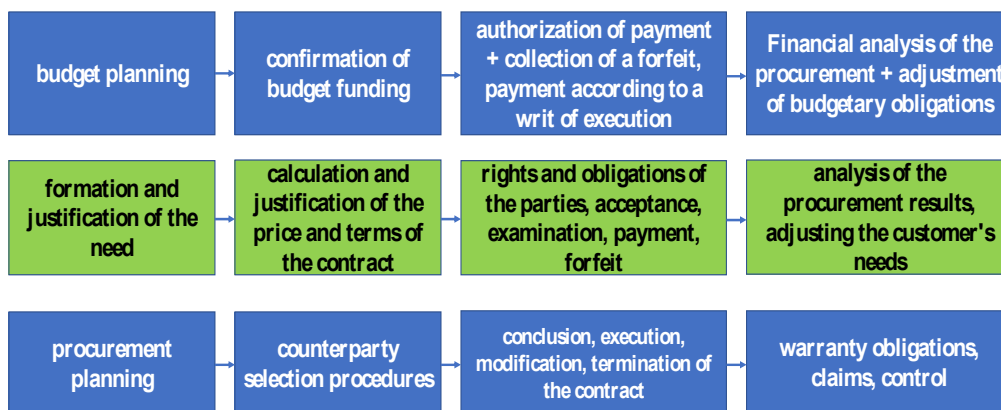 budget planning
confirmation of
budget funding
authorization of payment
+ collection of a forfeit,
payment according to a
writ of execution
Financial analysis of the
procurement + adjustment
of budgetary obligations
formation and
justification of the
need
calculation and
justification of the
price and terms of
the contract
rights and obligations of
the parties, acceptance,
examination, payment,
forfeit
analysis of the
procurement results,
adjusting the customer's
needs
procurement
planning
counterparty
selection procedures
conclusion, execution,
modification, termination of
the contract
warranty obligations,
claims, control